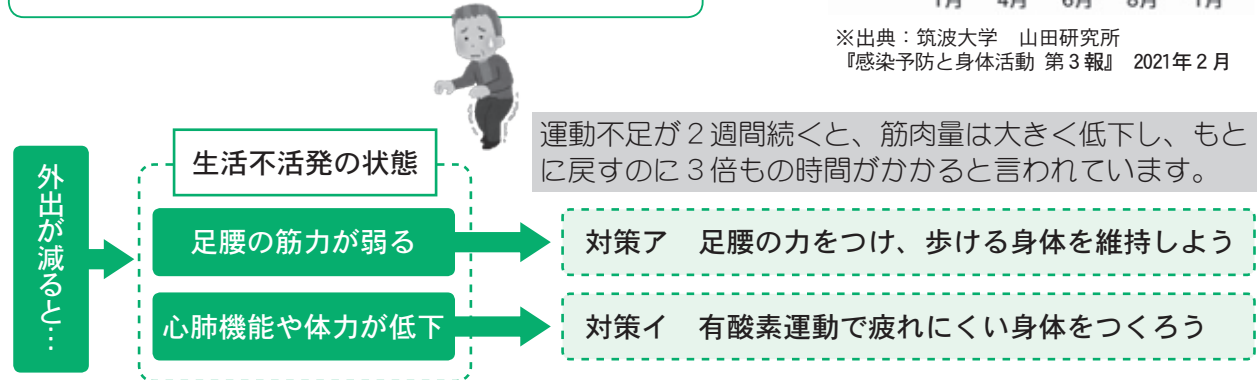 1月 4月 6月 8月 1月
※出典：筑波大学　山田研究所
『感染予防と身体活動 第３報』 2021年２月
運動不足が２週間続くと、筋肉量は大きく低下し、もと
に戻すのに３倍もの時間がかかると言われています。
外出が減ると…
生活不活発の状態
足腰の筋力が弱る
対策ア　足腰の力をつけ、歩ける身体を維持しよう
心肺機能や体力が低下
対策イ　有酸素運動で疲れにくい身体をつくろう